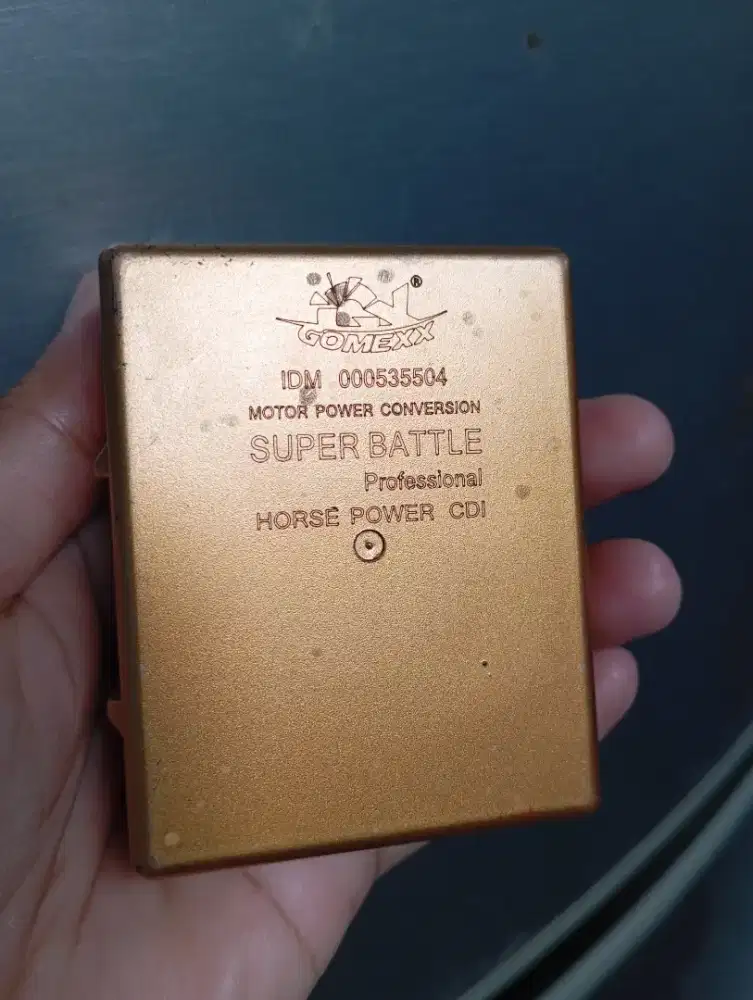 ®
GOMEXX
IDM 000535504
MOTOR POWER CONVERSION
SUPER BATTLE
Professional
HORSE POWER CDI